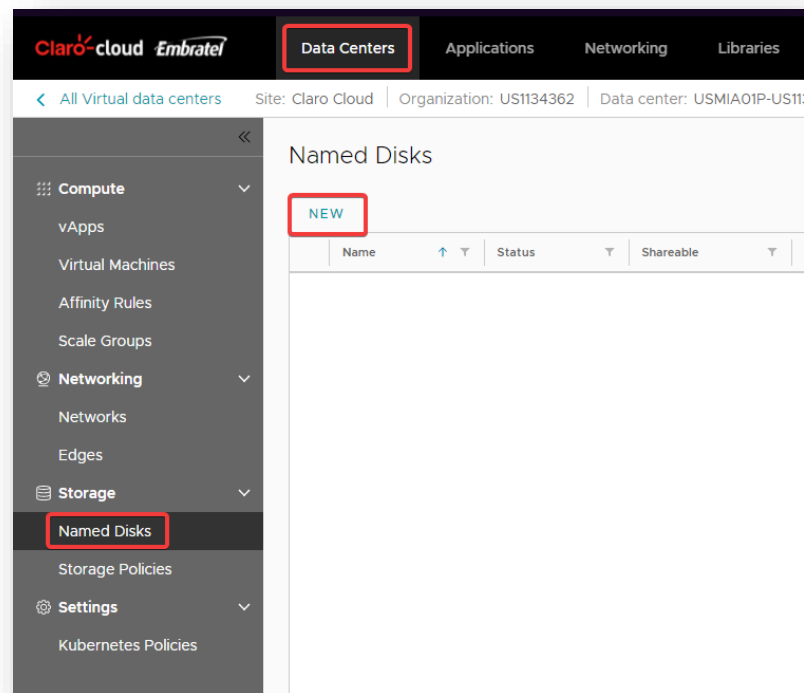 Claro-cloud Embratel Data Centers Applications Networking Libraries
All Virtual data centers Site: Claro Cloud Organization: US1134362 Data center: USMIA01P-US11
Named Disks
NEW
Name Status Shareable
Compute
vApps
Virtual Machines
Affinity Rules
Scale Groups
Networking
Networks
Edges
Storage
Named Disks
Storage Policies
Settings
Kubernetes Policies